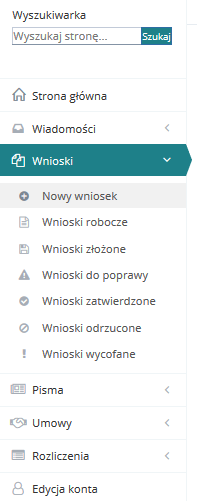 Wyszukiwarka
Wyszukaj stronę...
Szukaj
Strona główna
Wiadomości
Wnioski
Nowy wniosek
Wnioski robocze
Wnioski złożone
Wnioski do poprawy
Wnioski zatwierdzone
Wnioski odrzucone
Wnioski wycofane
Pisma
Umowy
Rozliczenia
Edycja konta